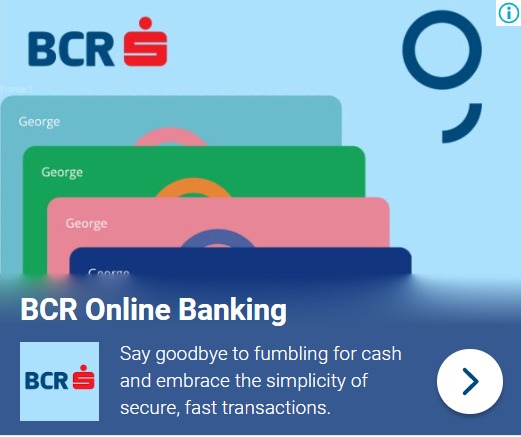 BCR
George
George
George
George
BCR Online Banking
BCR
Say goodbye to fumbling for cash
and embrace the simplicity of
secure, fast transactions.